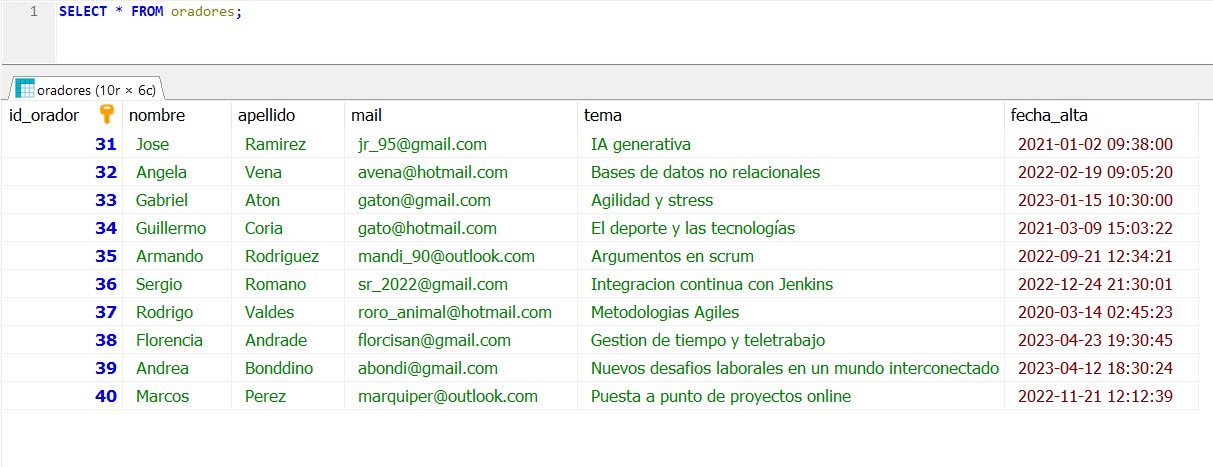 1 SELECT * FROM oradores;
oradores (10r × 6c)
id_orador nombre apellido mail tema fecha_alta
31 Jose Ramirez jr_95@gmail.com IA generativa 2021-01-02 09:38:00
32 Angela Vena avena@hotmail.com Bases de datos no relacionales 2022-02-19 09:05:20
33 Gabriel Aton gaton@gmail.com Agilidad y stress 2023-01-15 10:30:00
34 Guillermo Coria gato@hotmail.com El deporte y las tecnologías 2021-03-09 15:03:22
35 Armando Rodriguez mandi_90@outlook.com Argumentos en scrum 2022-09-21 12:34:21
36 Sergio Romano sr_2022@gmail.com Integracion continua con Jenkins 2022-12-24 21:30:01
37 Rodrigo Valdes roro_animal@hotmail.com Metodologias Agiles 2020-03-14 02:45:23
38 Florencia Andrade florcisan@gmail.com Gestion de tiempo y teletrabajo 2023-04-23 19:30:45
39 Andrea Bonddino abondi@gmail.com Nuevos desafios laborales en un mundo interconectado 2023-04-12 18:30:24
40 Marcos Perez marquiper@outlook.com Puesta a punto de proyectos online 2022-11-21 12:12:39